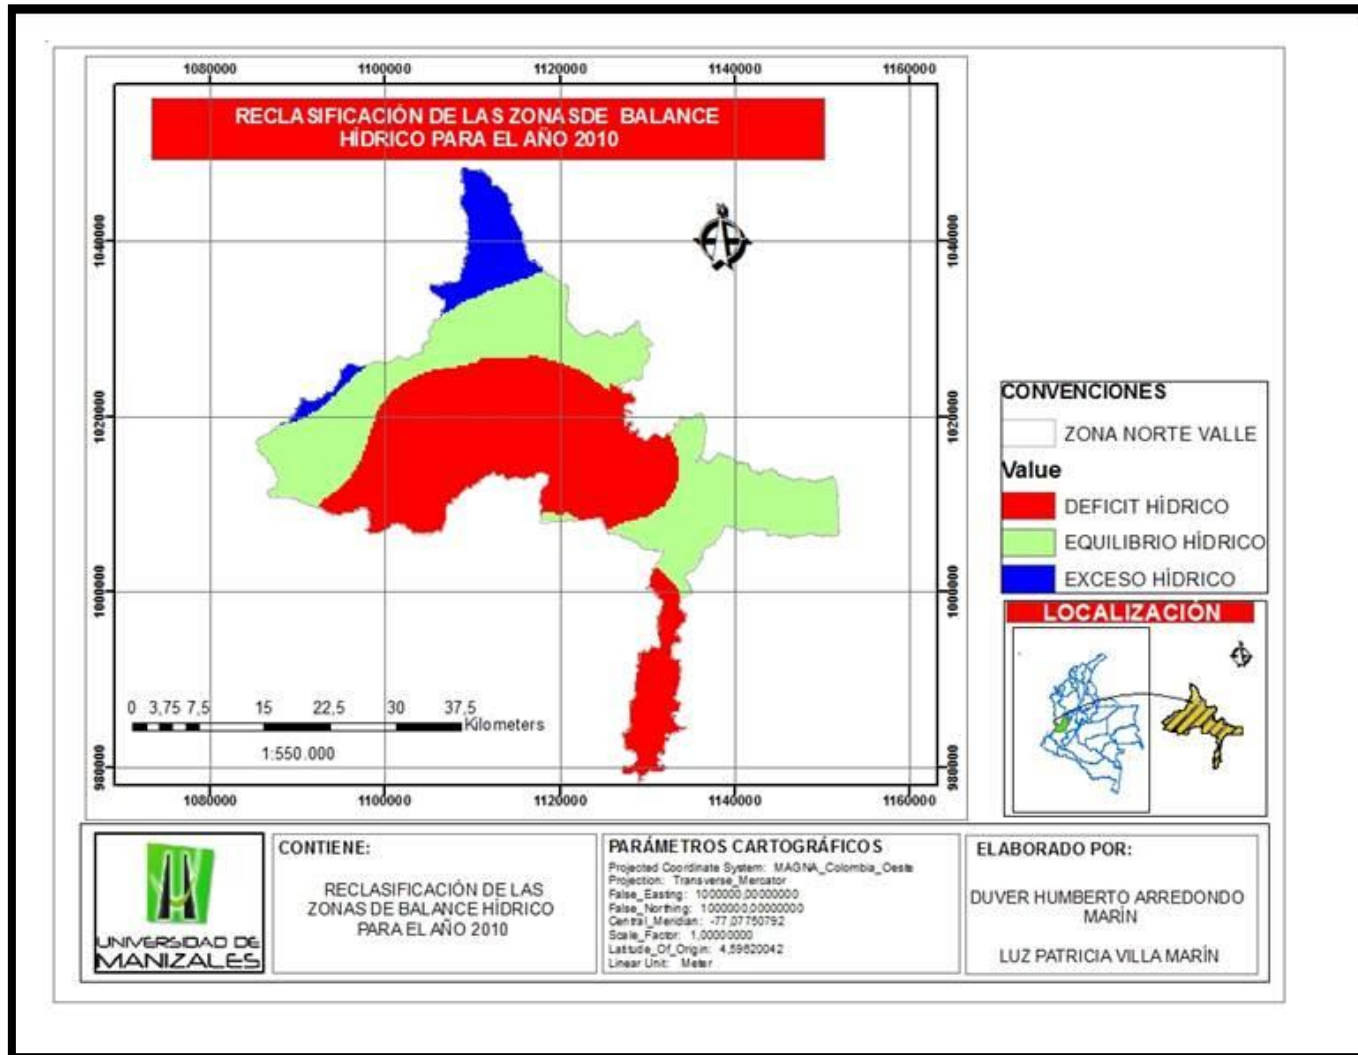 1080000 1100000 1120000 1140000 1160000
RECLASIFICACIÓN DE LAS ZONASDE BALANCE
HÍDRICO PARA EL AÑO 2010
1040000 1040000
1020000 1020000
1000000 1000000
980000 980000
0 3,75 7,5 15 22,5 30 37,5
Kilometers
1:550.000
1080000 1100000 1120000 1140000 1160000
CONVENCIONES
ZONA NORTE VALLE
Value
DEFICIT HÍDRICO
EQUILIBRIO HÍDRICO
EXCESO HÍDRICO
LOCALIZACIÓN
UNIVERSIDAD DE
MANIZALES
CONTIENE:
RECLASIFICACIÓN DE LAS
ZONAS DE BALANCE HÍDRICO
PARA EL AÑO 2010
PARÁMETROS CARTOGRÁFICOS
Projected Coordinate System: MAGNA_Colombia_Oeste
Projection: Transverse_Mercator
False_Easting: 1000000,00000000
False_Northing: 1000000,00000000
Central_Meridian: -77,07750792
Scale_Factor: 1,00000000
Latitude_Of_Origin: 4,59620042
Linear Unit: Meter
ELABORADO POR:
DUVER HUMBERTO ARREDONDO
MARÍN
LUZ PATRICIA VILLA MARÍN